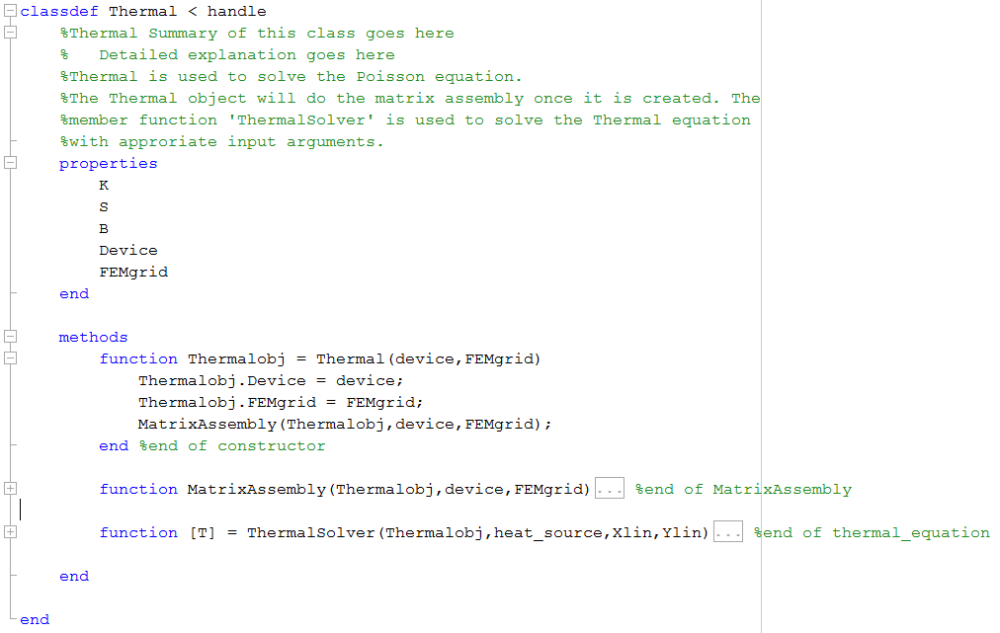 classdef Thermal < handle
%Thermal Summary of this class goes here
%   Detailed explanation goes here
%Thermal is used to solve the Poisson equation.
%The Thermal object will do the matrix assembly once it is created. The
%member function 'ThermalSolver' is used to solve the Thermal equation
%with approriate input arguments.
properties
K
S
B
Device
FEMgrid
end
methods
function Thermalobj = Thermal(device,FEMgrid)
Thermalobj.Device = device;
Thermalobj.FEMgrid = FEMgrid;
MatrixAssembly(Thermalobj,device,FEMgrid);
end %end of constructor
function MatrixAssembly(Thermalobj,device,FEMgrid)... %end of MatrixAssembly
function [T] = ThermalSolver(Thermalobj,heat_source,Xlin,Ylin)... %end of thermal_equation
end
end